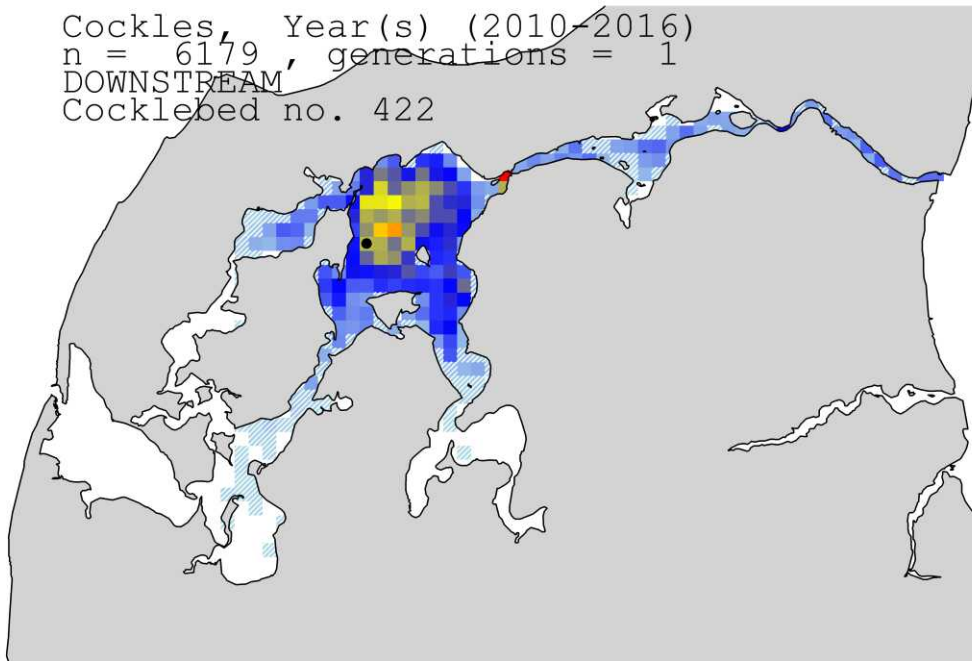 Cockles, Year(s) (2010-2016)
n = 6179 , generations = 1
DOWNSTREAM
Cocklebed no. 422